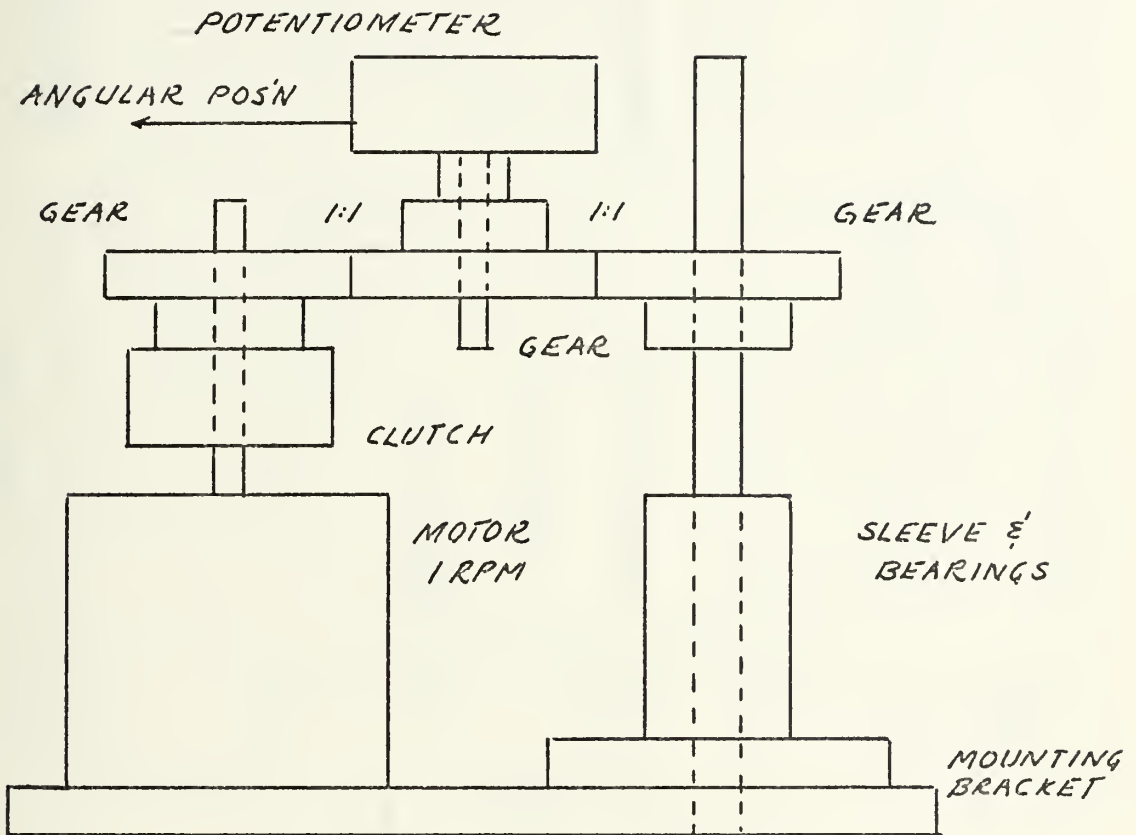 POTENTIOMETER
ANGULAR POS'N
GEAR
1:1
1:1
GEAR
GEAR
CLUTCH
MOTOR
1 RPM
SLEEVE &
BEARINGS
MOUNTING
BRACKET